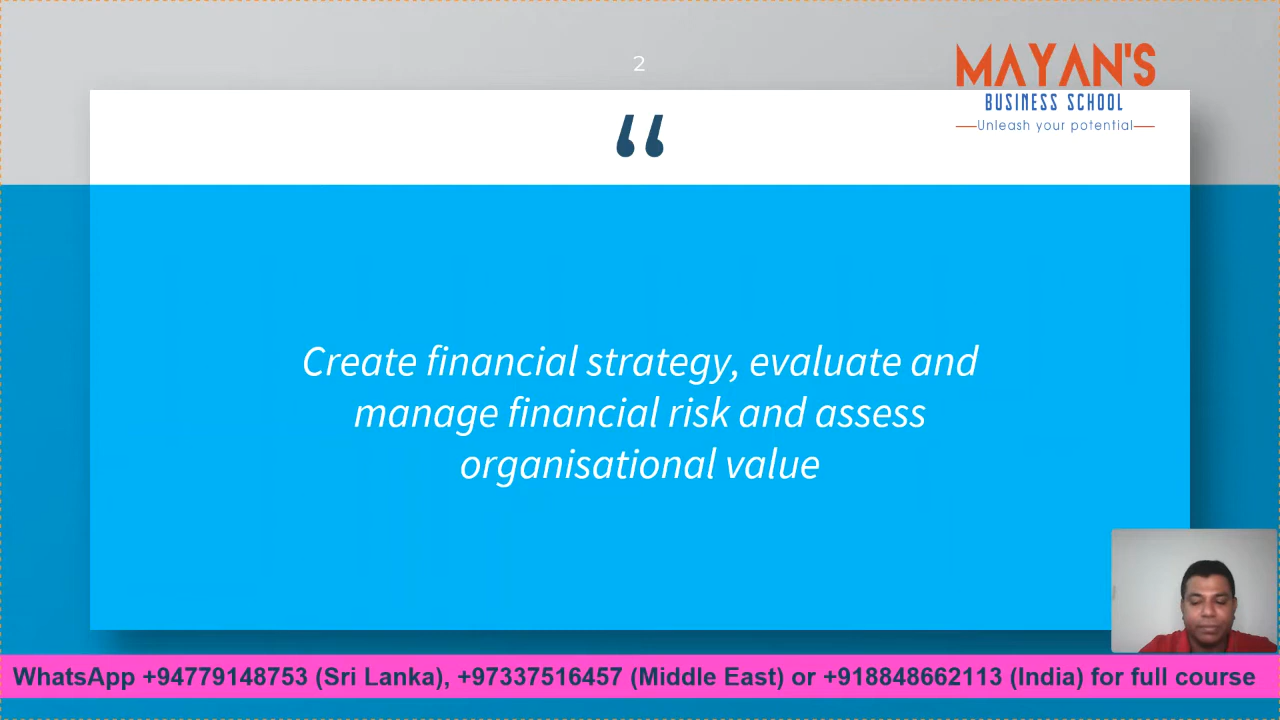 2
MAYAN'S
BUSINESS SCHOOL
Unleash your potential
“
Create financial strategy, evaluate and
manage financial risk and assess
organisational value
WhatsApp +94779148753 (Sri Lanka), +97337516457 (Middle East) or +918848662113 (India) for full course